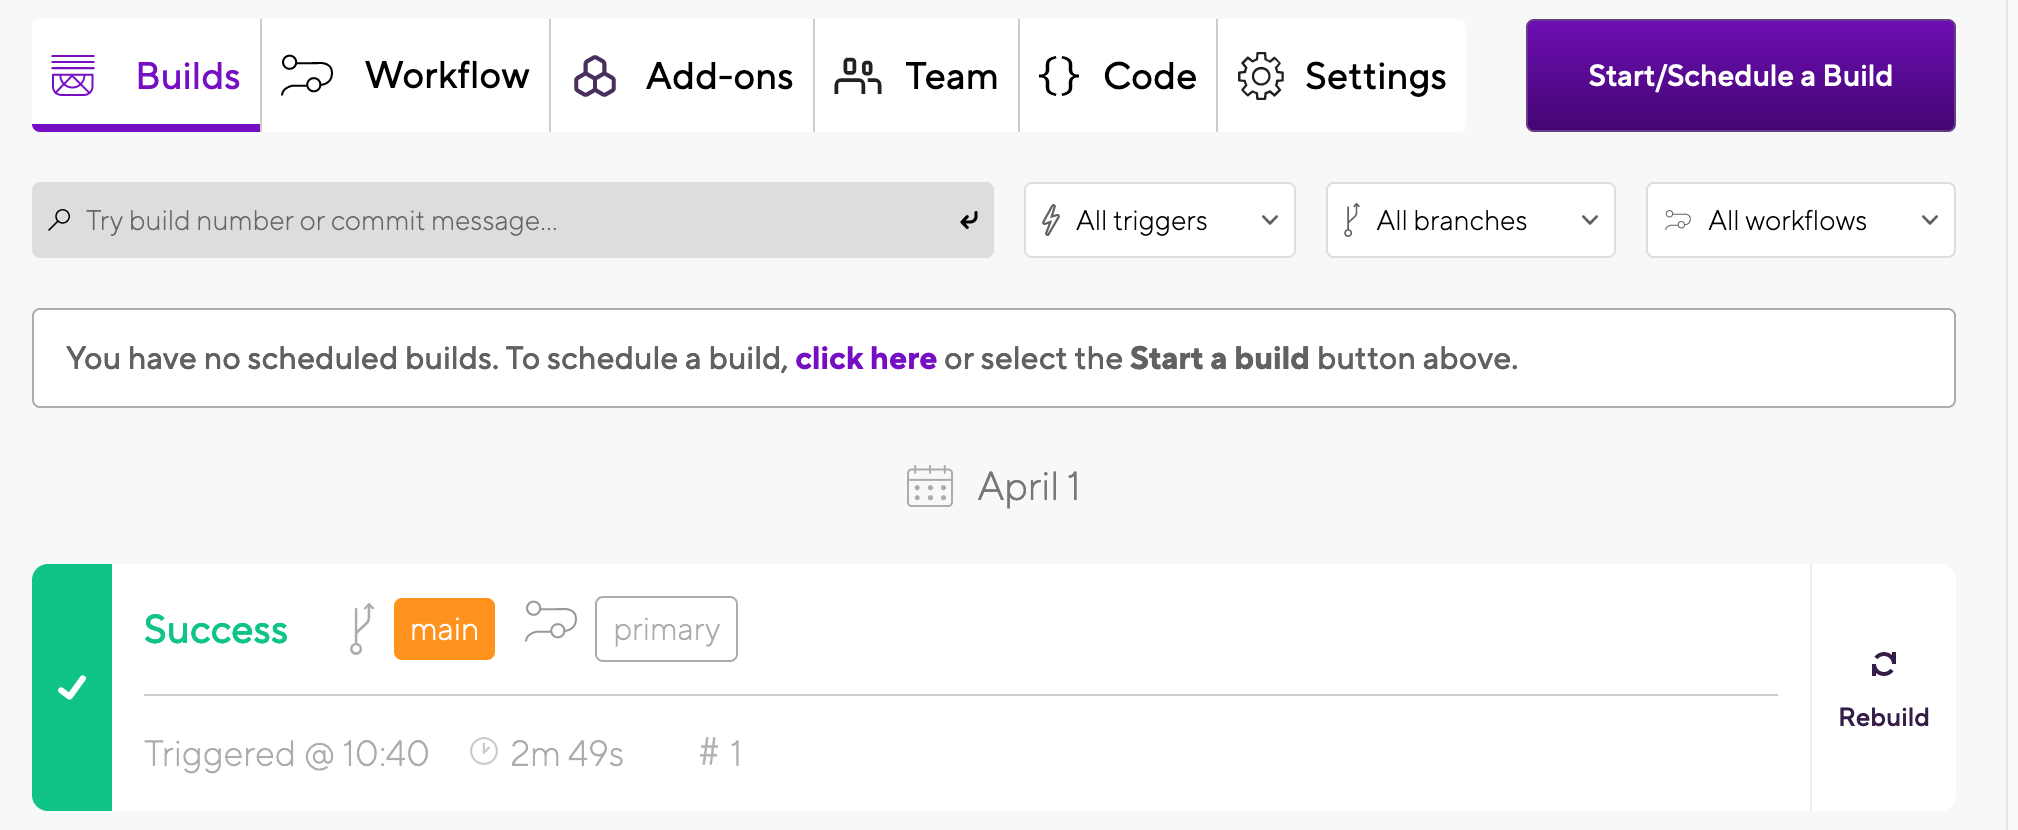 Builds Workflow Add-ons Team {} Code Settings Start/Schedule a Build
Try build number or commit message... All triggers All branches All workflows
You have no scheduled builds. To schedule a build, click here or select the Start a build button above.
April 1
Success main primary
Rebuild
Triggered @ 10:40 2m 49s # 1